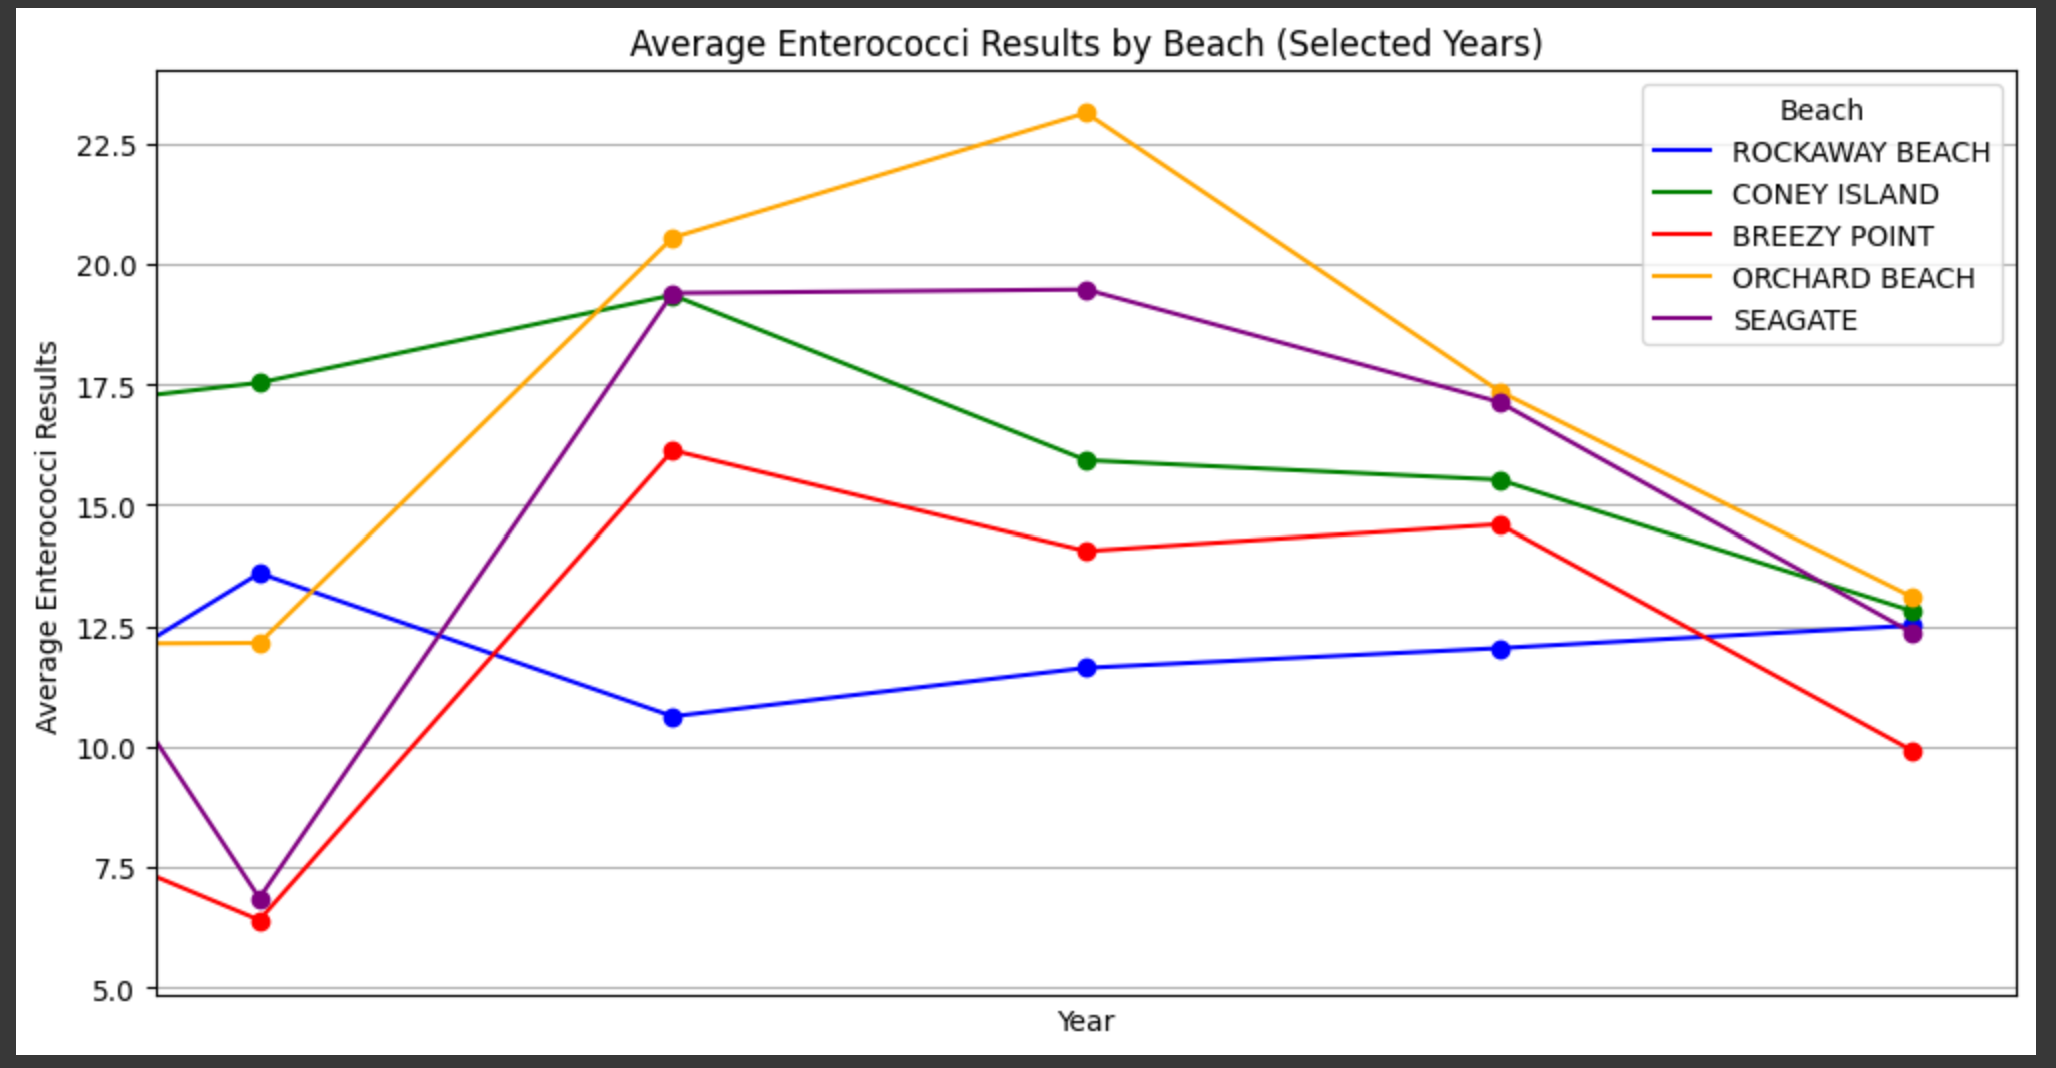 Average Enterococci Results by Beach (Selected Years)
Beach
ROCKAWAY BEACH
CONEY ISLAND
BREEZY POINT
ORCHARD BEACH
SEAGATE
22.5
20.0
17.5
15.0
12.5
10.0
7.5
5.0
Average Enterococci Results
Year